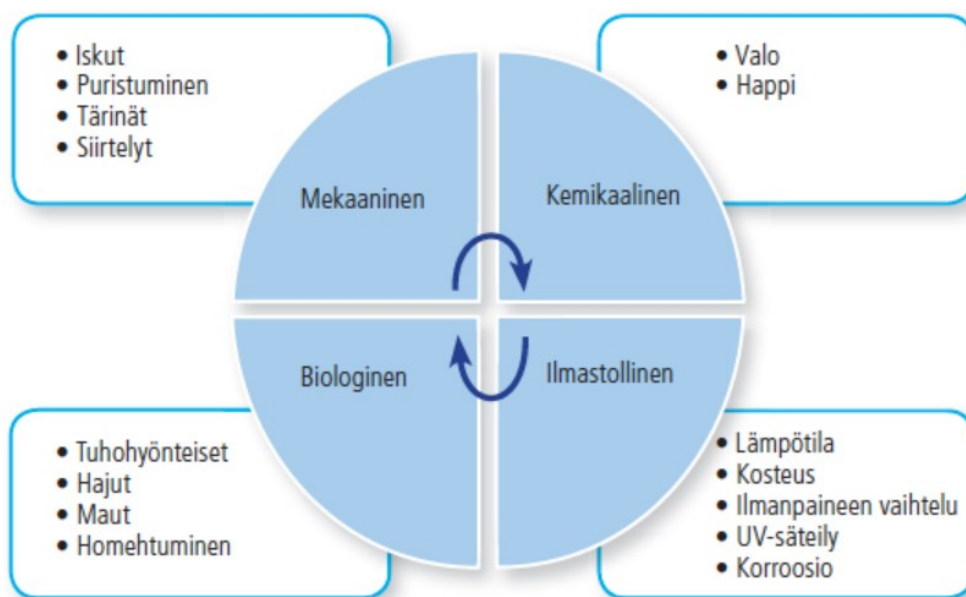 • Iskut
• Puristuminen
• Tärinät
• Siirtelyt
• Valo
• Happi
Mekaaninen
Kemikaalinen
Biologinen
Ilmastollinen
• Tuhohyönteiset
• Hajut
• Maut
• Homehtuminen
• Lämpötila
• Kosteus
• Ilmanpaineen vaihtelu
• UV-säteily
• Korroosio